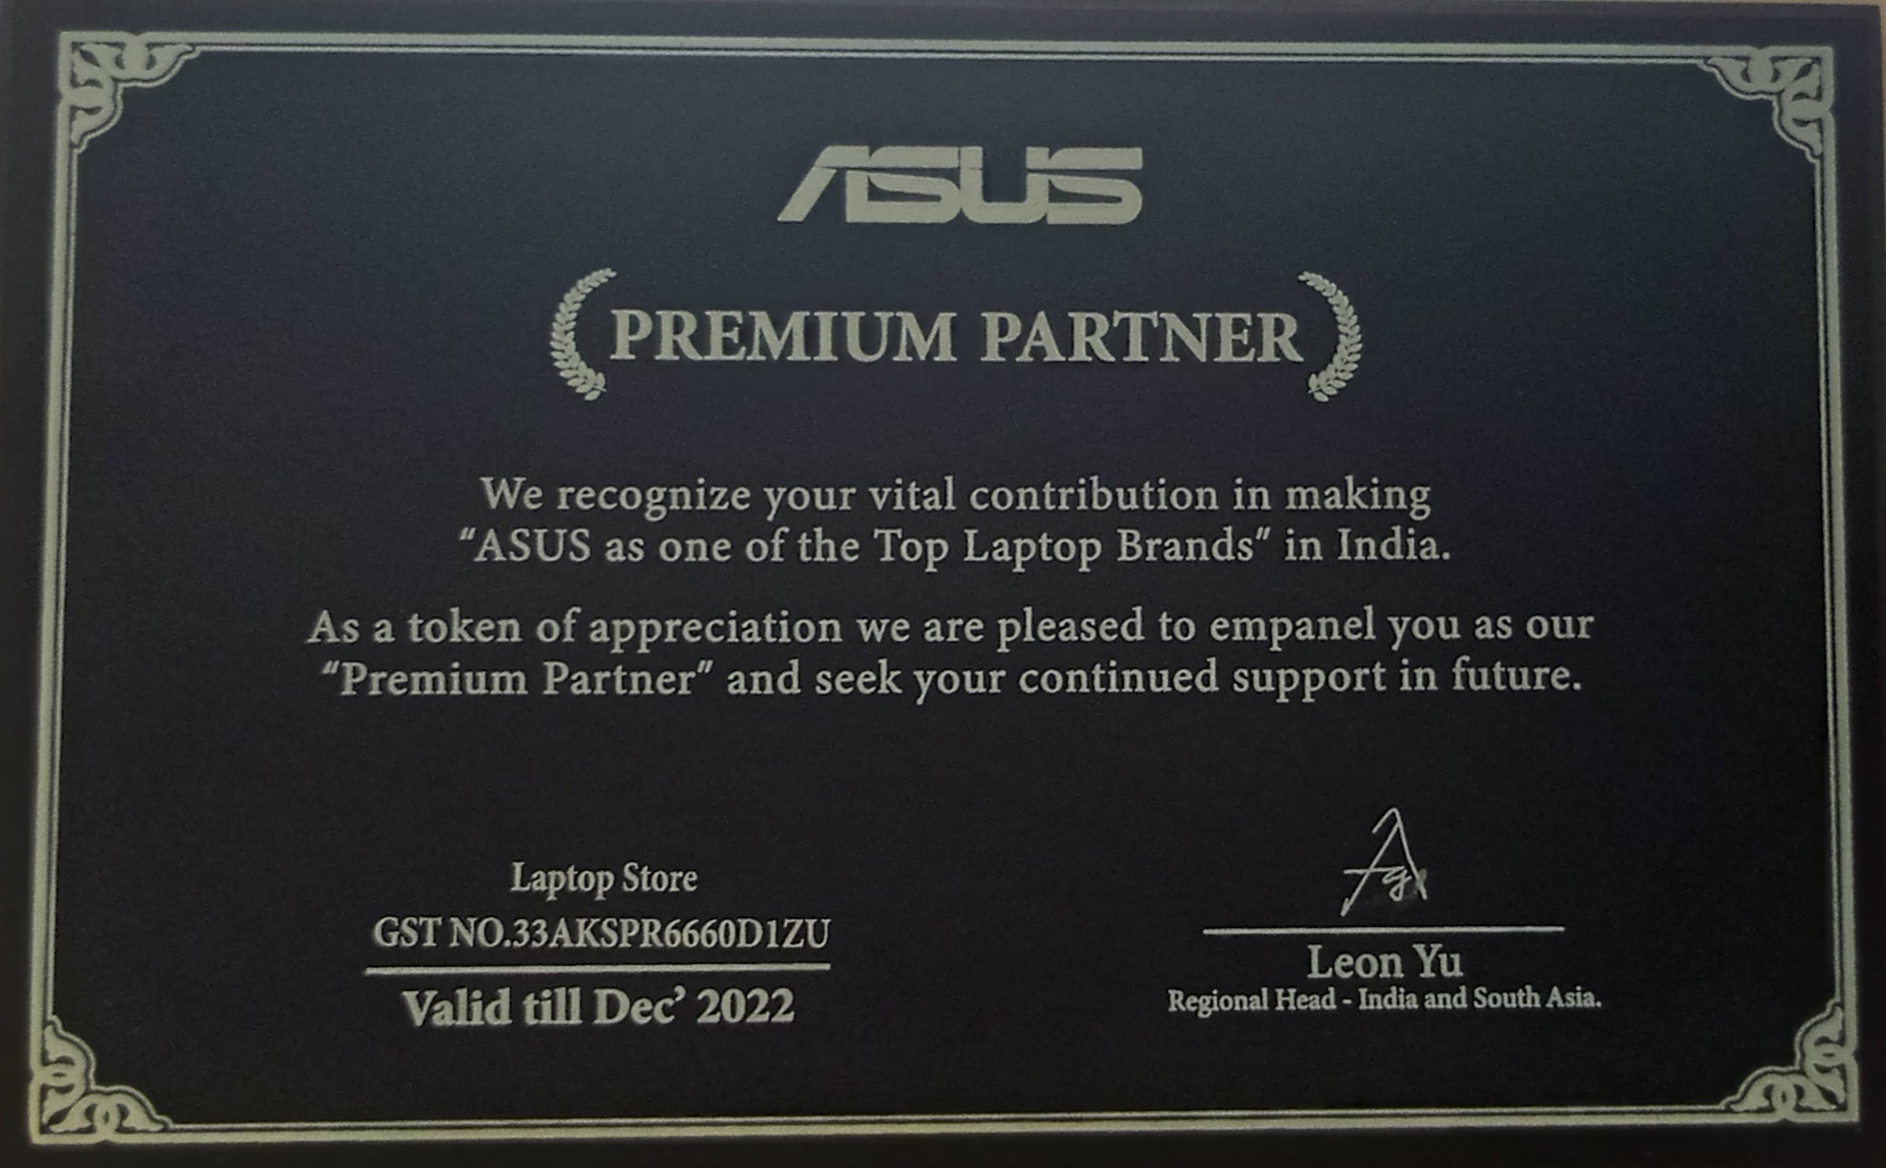 ASUS
PREMIUM PARTNER
We recognize your vital contribution in making
"ASUS as one of the Top Laptop Brands" in India.
As a token of appreciation we are pleased to empanel you as our
"Premium Partner" and seek your continued support in future.
Laptop Store
GST NO.33AKSPR6660D1ZU
Valid till Dec' 2022
Leon Yu
Regional Head - India and South Asia.